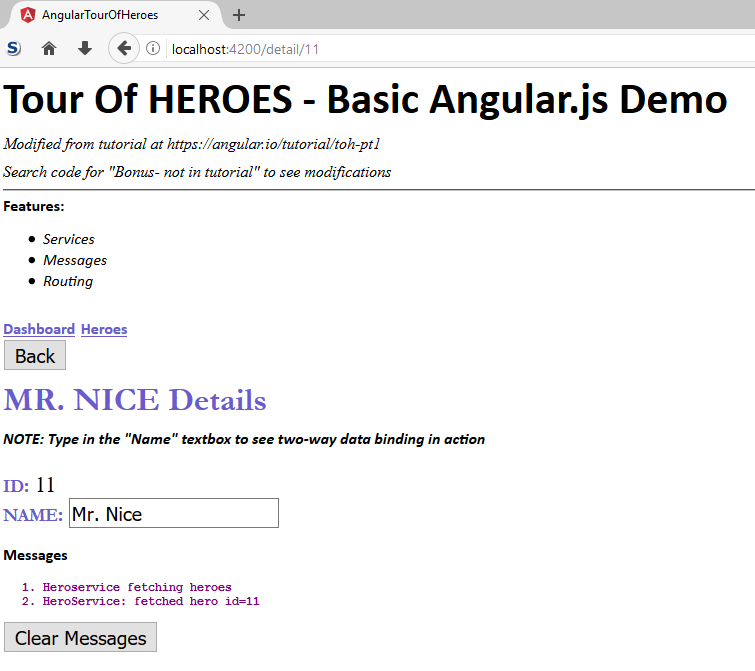 AngularTourOfHeroes
localhost:4200/detail/11
Tour Of HEROES - Basic Angular.js Demo
Modified from tutorial at https://angular.io/tutorial/toh-pt1
Search code for "Bonus- not in tutorial" to see modifications
Features:
Services
Messages
Routing
Dashboard Heroes
Back
MR. NICE Details
NOTE: Type in the "Name" textbox to see two-way data binding in action
ID: 11
NAME: Mr. Nice
Messages
1. Heroservice fetching heroes
2. HeroService: fetched hero id=11
Clear Messages